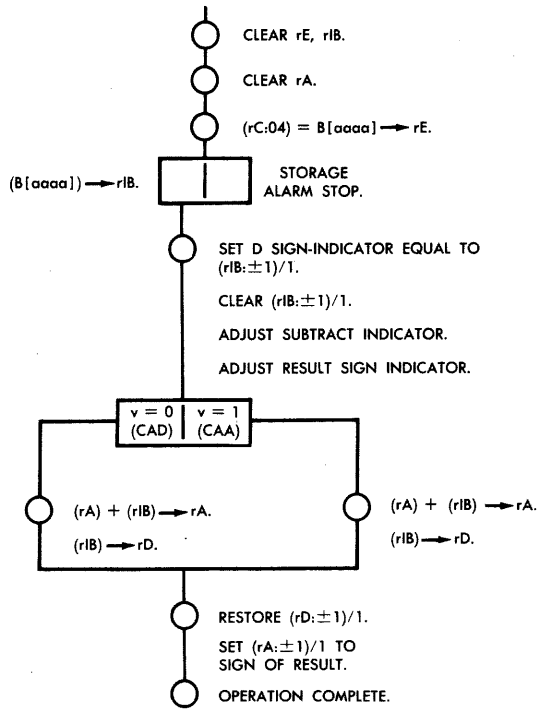 CLEAR rE, rIB.
CLEAR rA.
(rC:04) = B[aaaa]→rE.
(B[aaaa])→rIB.
STORAGE
ALARM STOP.
SET D SIGN-INDICATOR EQUAL TO
(rIB:±1)/1.
CLEAR (rIB:±1)/1.
ADJUST SUBTRACT INDICATOR.
ADJUST RESULT SIGN INDICATOR.
v = 0
(CAD)
v = 1
(CAA)
(rA) + (rIB)→rA.
(rIB)→rD.
(rA) + (rIB) →rA.
(rIB)→rD.
RESTORE (rD:±1)/1.
SET (rA:±1)/1 TO
SIGN OF RESULT.
OPERATION COMPLETE.